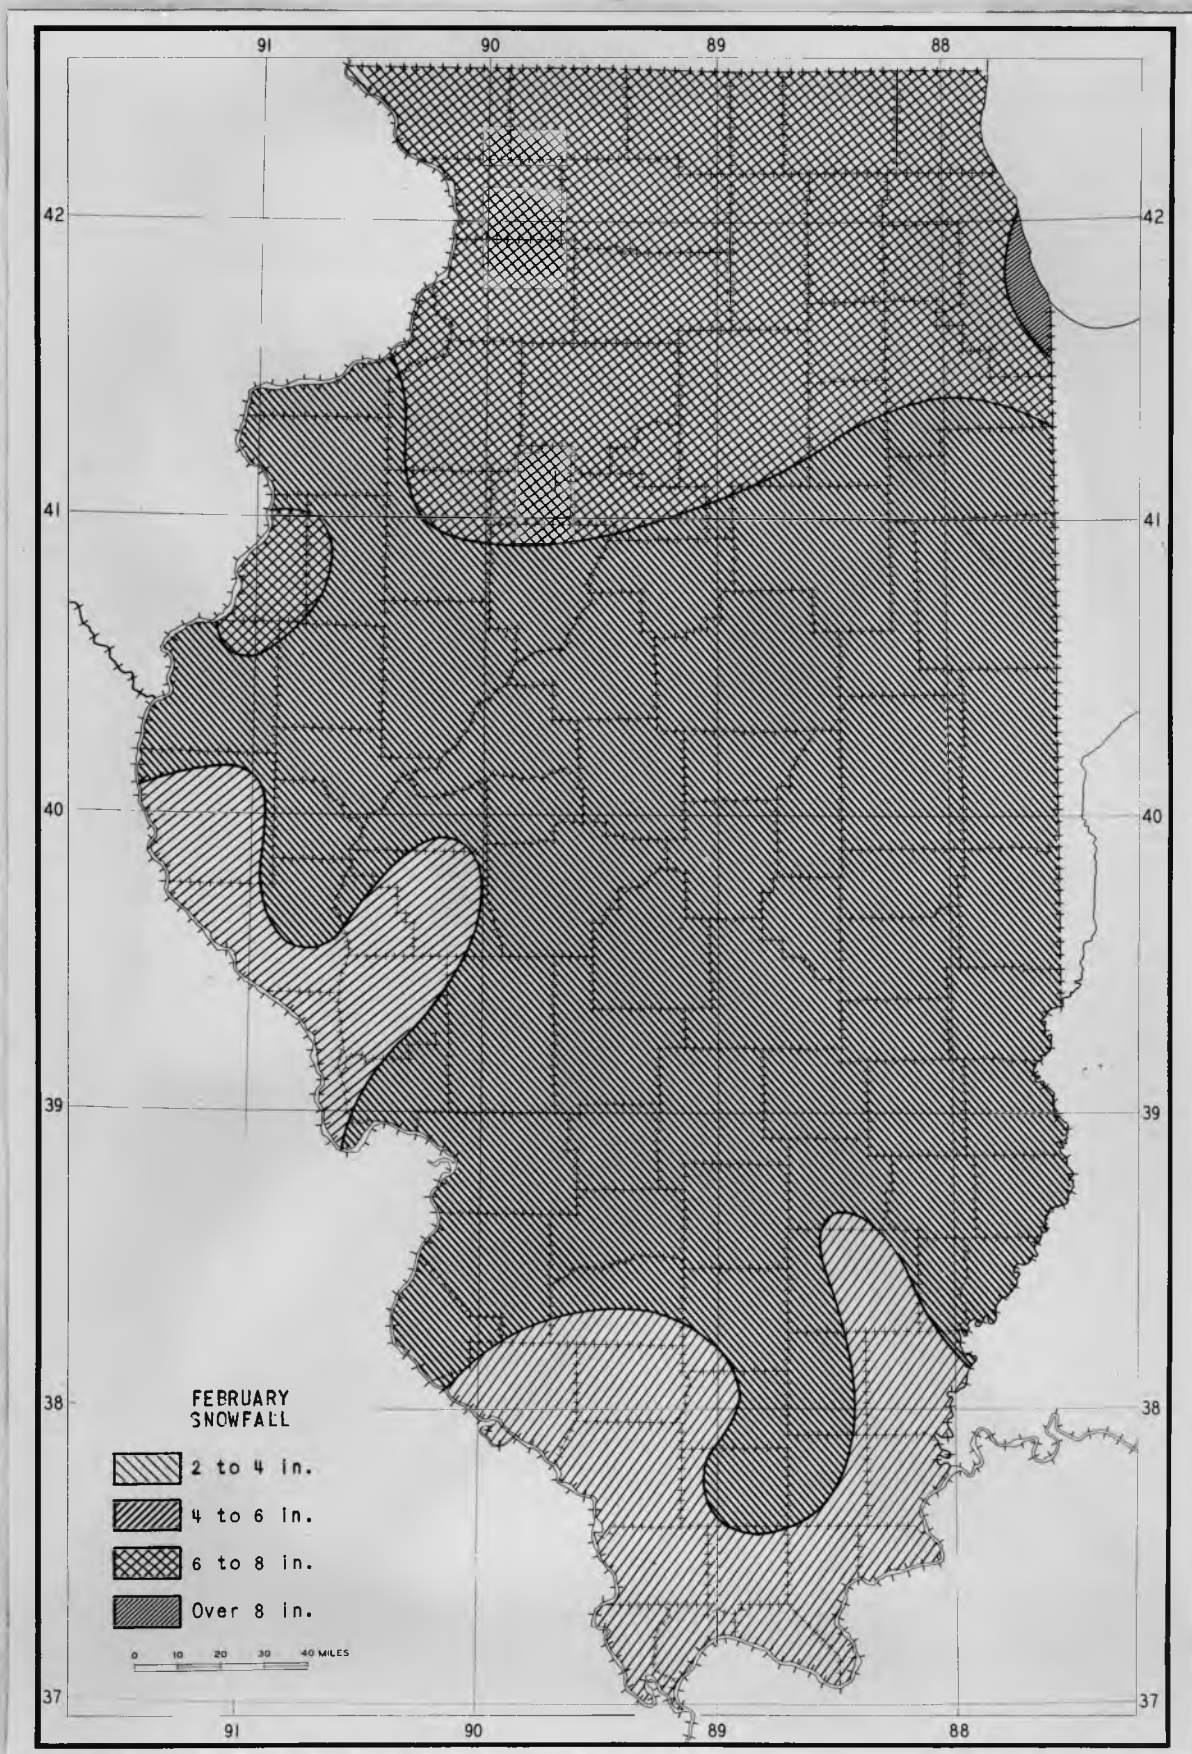 91 90 89 88
42 42
41 41
40 40
39 39
38 38
FEBRUARY
SNOWFALL
2 to 4 in.
4 to 6 in.
6 to 8 in.
Over 8 in.
0 10 20 30 40 MILES
37 37
91 90 89 88